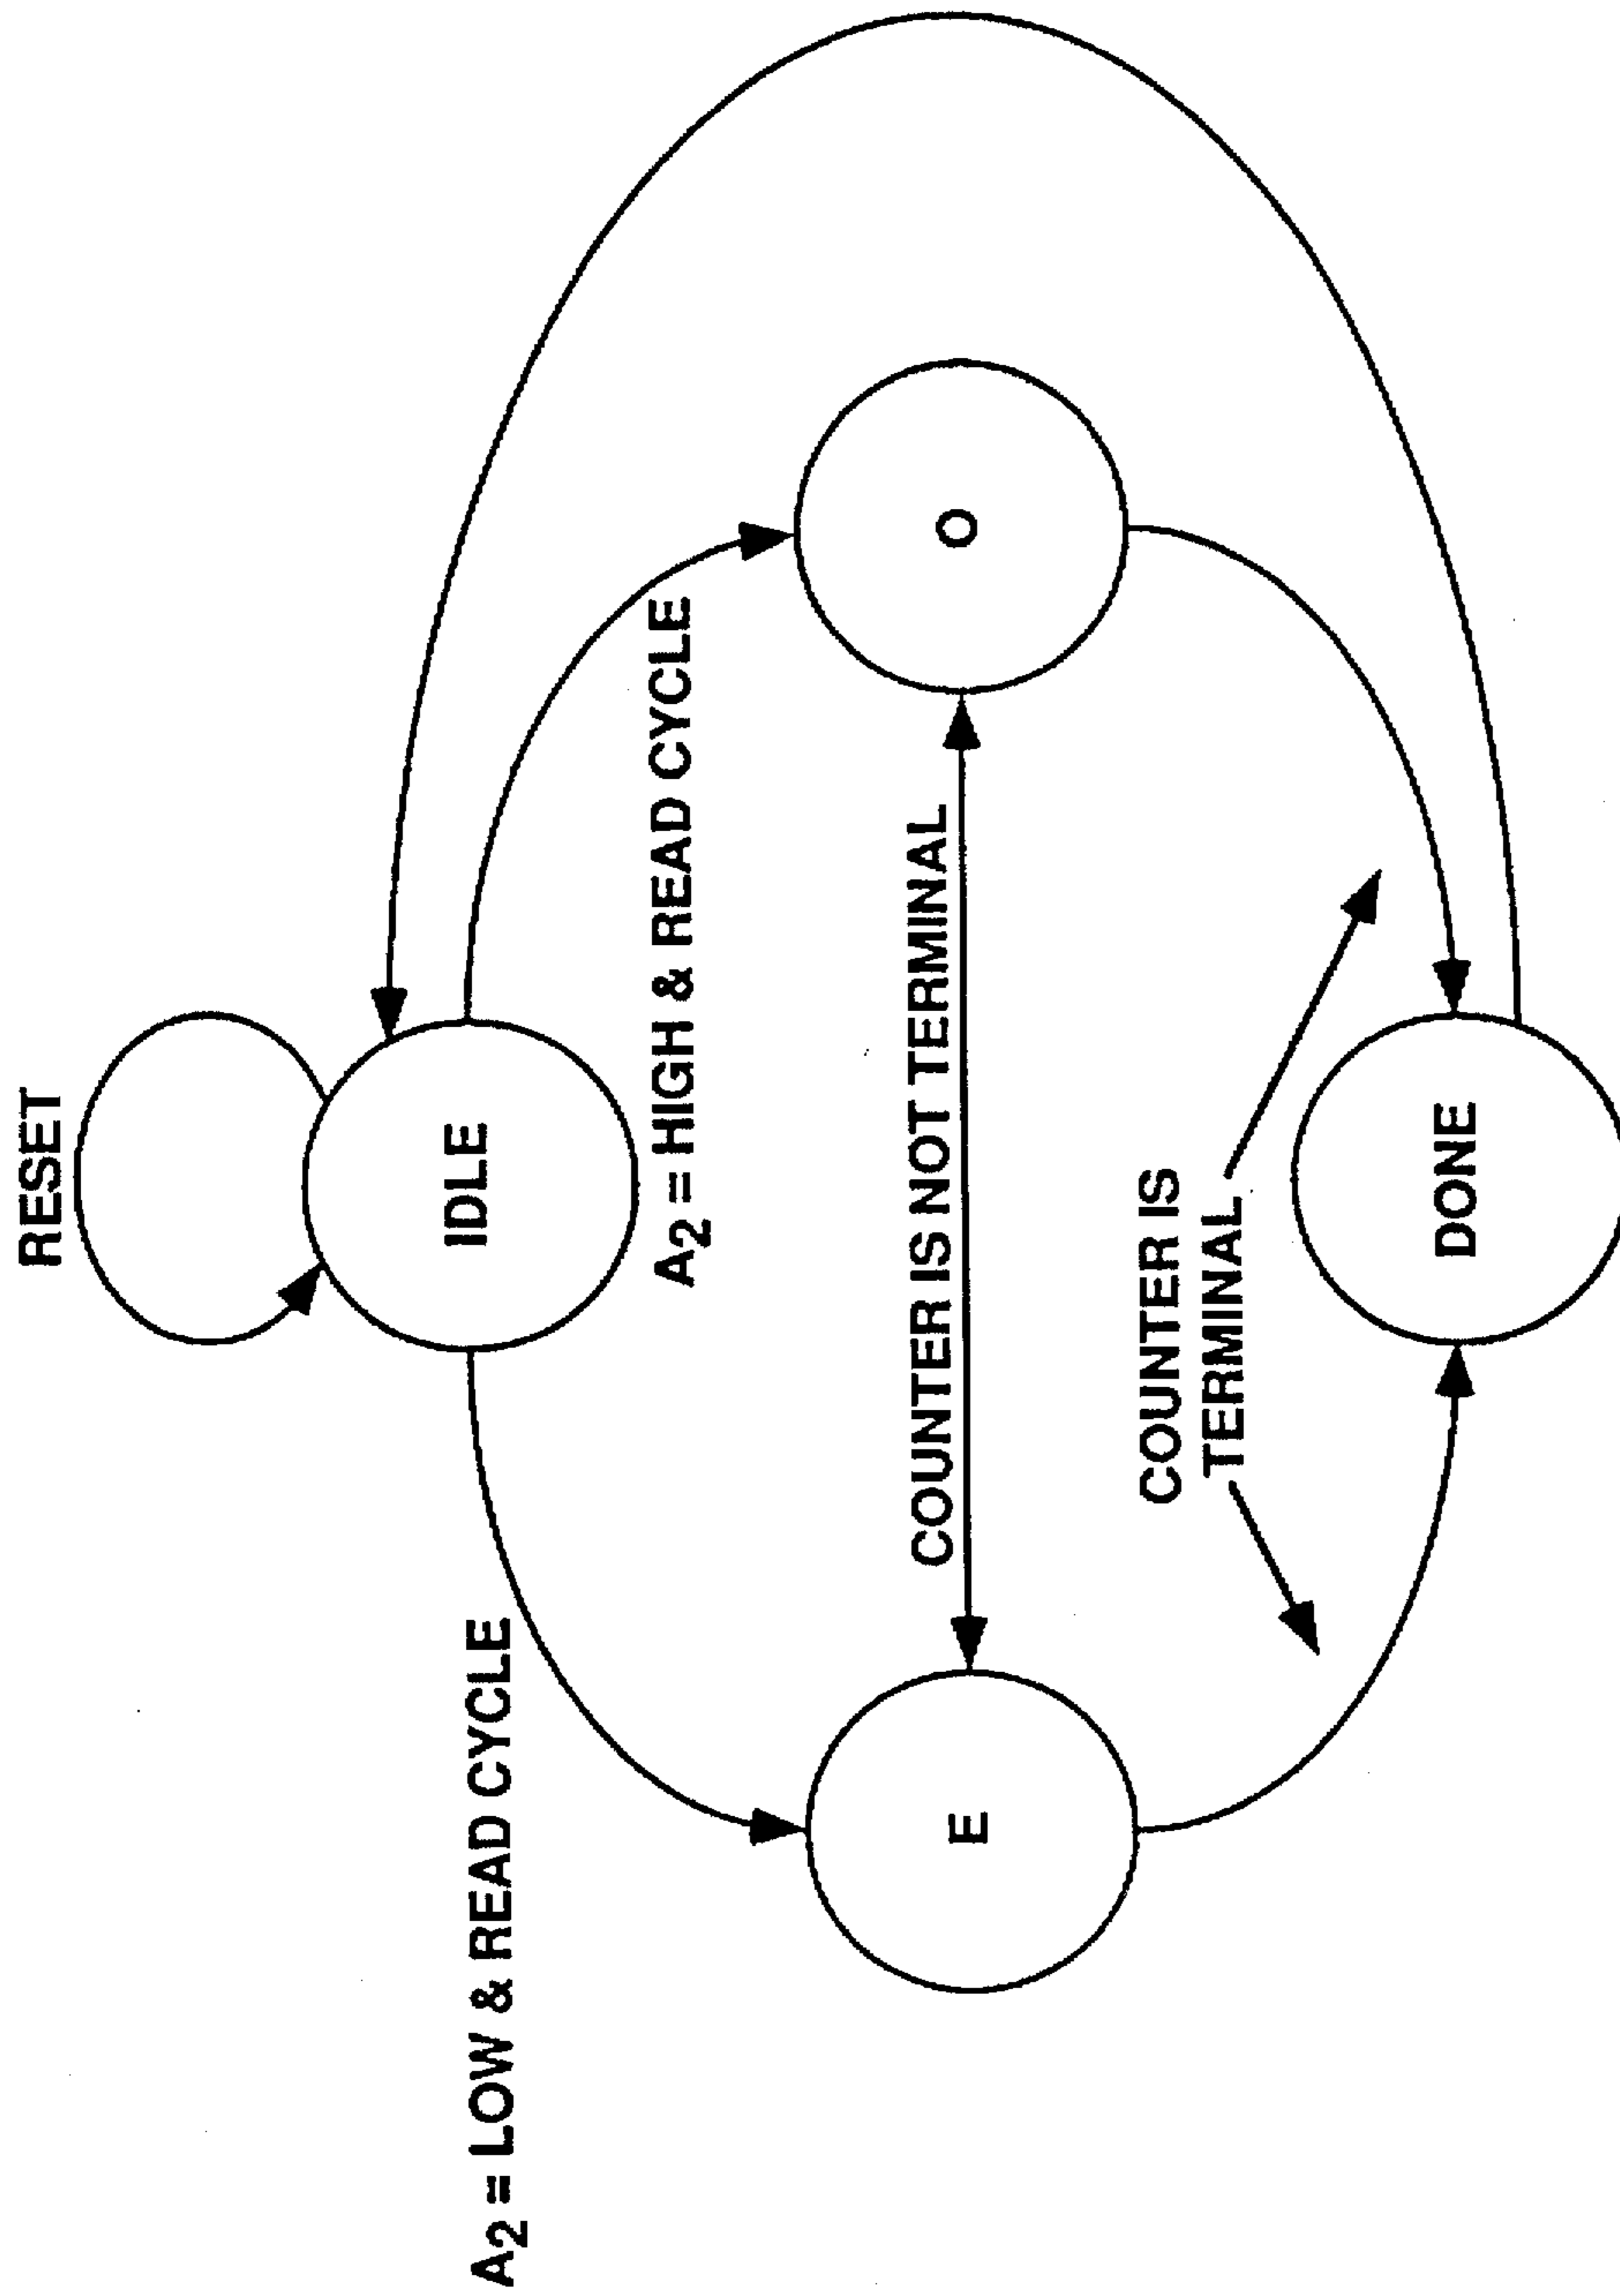 RESET
IDLE
A2 = LOW & READ CYCLE
A2 = HIGH & READ CYCLE
COUNTER IS NOT TERMINAL
E
O
COUNTER IS
TERMINAL
DONE